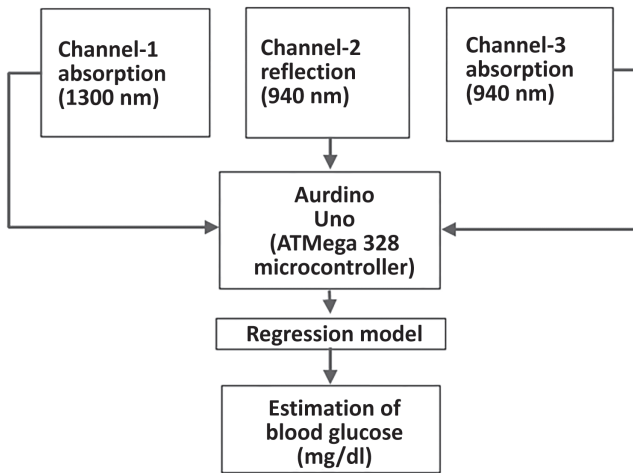 Channel-1
absorption
(1300 nm)
Channel-2
reflection
(940 nm)
Channel-3
absorption
(940 nm)
Aurdino
Uno
(ATMega 328
microcontroller)
Regression model
Estimation of
blood glucose
(mg/dl)